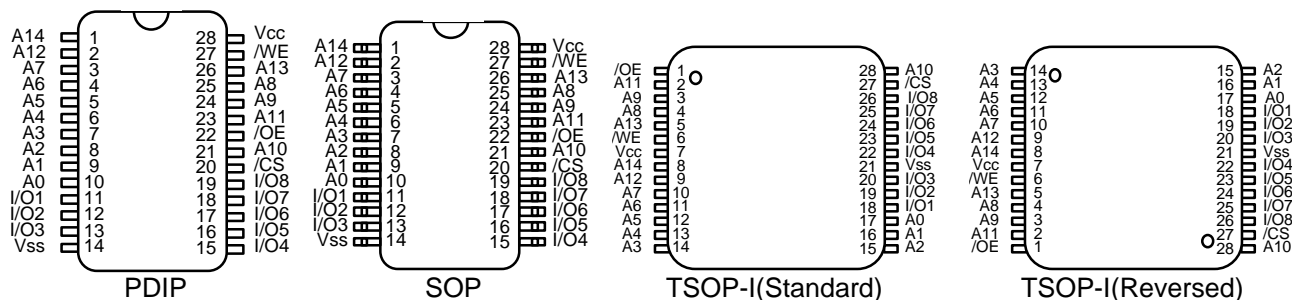 A14 1 28 Vcc
A12 2 27 /WE
A7 3 26 A13
A6 4 25 A8
A5 5 24 A9
A4 6 23 A11
A3 7 22 /OE
A2 8 21 A10
A1 9 20 /CS
A0 10 19 I/O8
I/O1 11 18 I/O7
I/O2 12 17 I/O6
I/O3 13 16 I/O5
Vss 14 15 I/O4
PDIP
A14 1 28 Vcc
A12 2 27 /WE
A7 3 26 A13
A6 4 25 A8
A5 5 24 A9
A4 6 23 A11
A3 7 22 /OE
A2 8 21 A10
A1 9 20 /CS
A0 10 19 I/O8
I/O1 11 18 I/O7
I/O2 12 17 I/O6
I/O3 13 16 I/O5
Vss 14 15 I/O4
SOP
/OE 1 28 A10
A11 2 27 /CS
A9 3 26 I/O8
A8 4 25 I/O7
A13 5 24 I/O6
/WE 6 23 I/O5
Vcc 7 22 I/O4
A14 8 21 Vss
A12 9 20 I/O3
A7 10 19 I/O2
A6 11 18 I/O1
A5 12 17 A0
A4 13 16 A1
A3 14 15 A2
TSOP-I(Standard)
A3 14 15 A2
A4 13 16 A1
A5 12 17 A0
A6 11 18 I/O1
A7 10 19 I/O2
A12 9 20 I/O3
A14 8 21 Vss
Vcc 7 22 I/O4
/WE 6 23 I/O5
A13 5 24 I/O6
A8 4 25 I/O7
A9 3 26 I/O8
A11 2 27 /CS
/OE 1 28 A10
TSOP-I(Reversed)